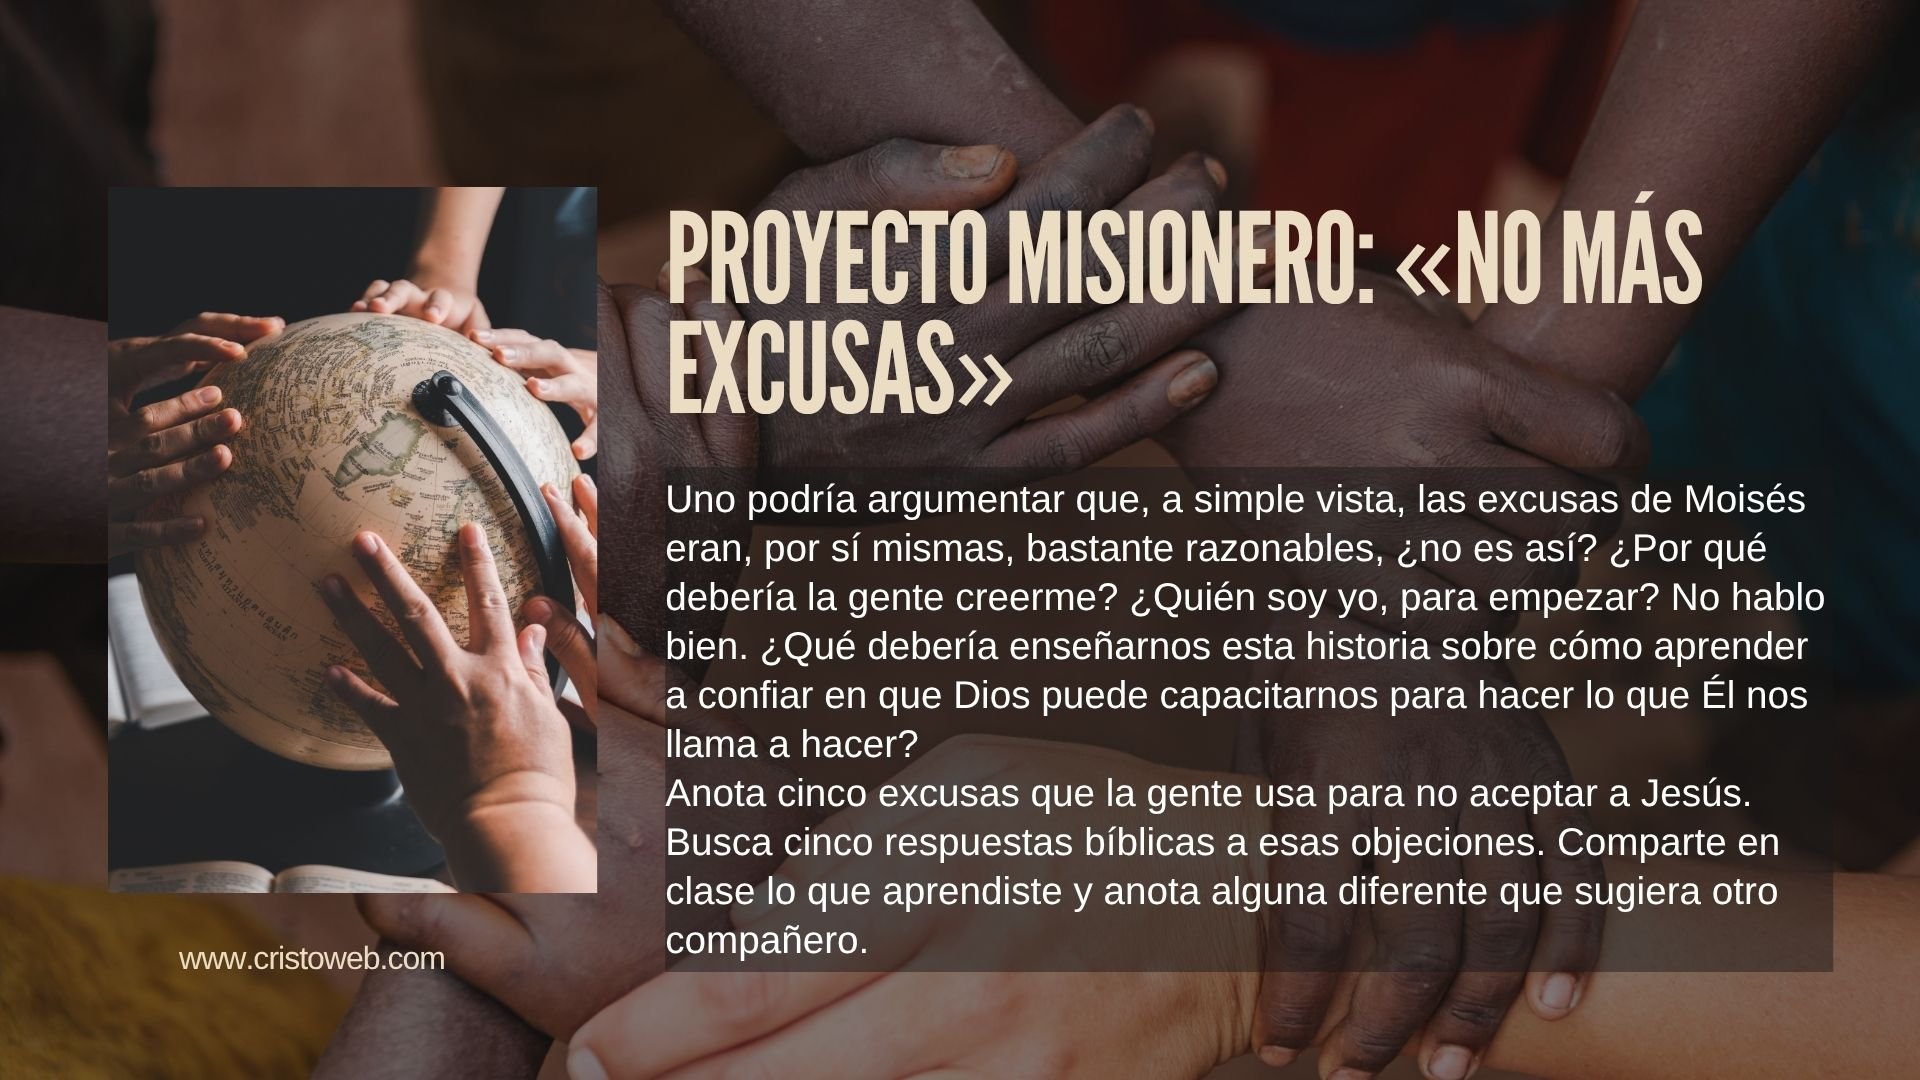 PROYECTO MISIONERO: «NO MÁS
EXCUSAS»
Uno podría argumentar que, a simple vista, las excusas de Moisés
eran, por sí mismas, bastante razonables, ¿no es así? ¿Por qué
debería la gente creerme? ¿Quién soy yo, para empezar? No hablo
bien. ¿Qué debería enseñarnos esta historia sobre cómo aprender
a confiar en que Dios puede capacitarnos para hacer lo que Él nos
llama a hacer?
Anota cinco excusas que la gente usa para no aceptar a Jesús.
Busca cinco respuestas bíblicas a esas objeciones. Comparte en
clase lo que aprendiste y anota alguna diferente que sugiera otro
compañero.
www.cristoweb.com